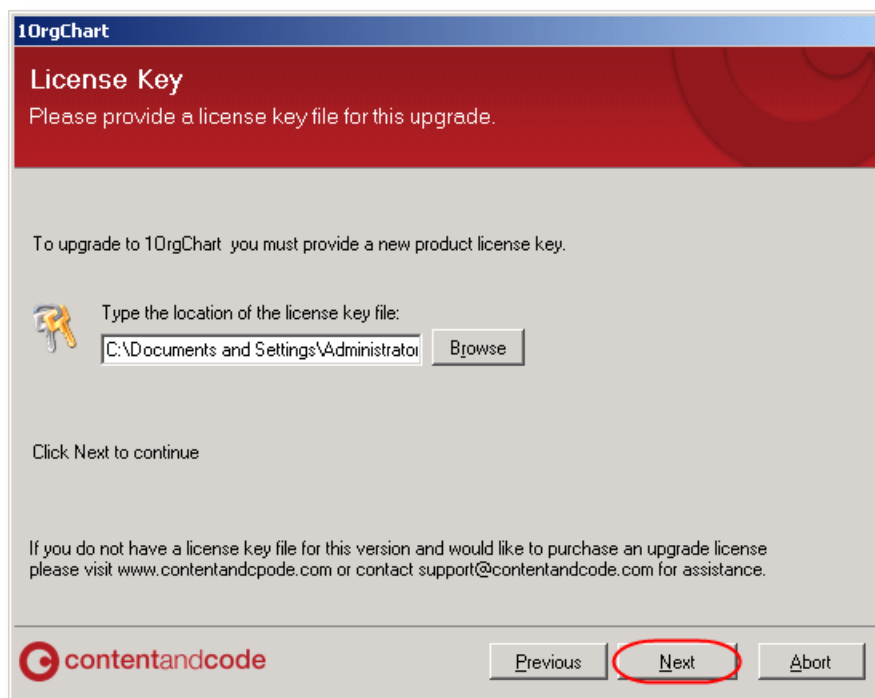 1OrgChart
License Key
Please provide a license key file for this upgrade.
To upgrade to 1OrgChart you must provide a new product license key.
Type the location of the license key file:
C:\Documents and Settings\Administrator
Browse
Click Next to continue
If you do not have a license key file for this version and would like to purchase an upgrade license
please visit www.contentandcpode.com or contact support@contentandcode.com for assistance.
contentandcode
Previous
Next
Abort